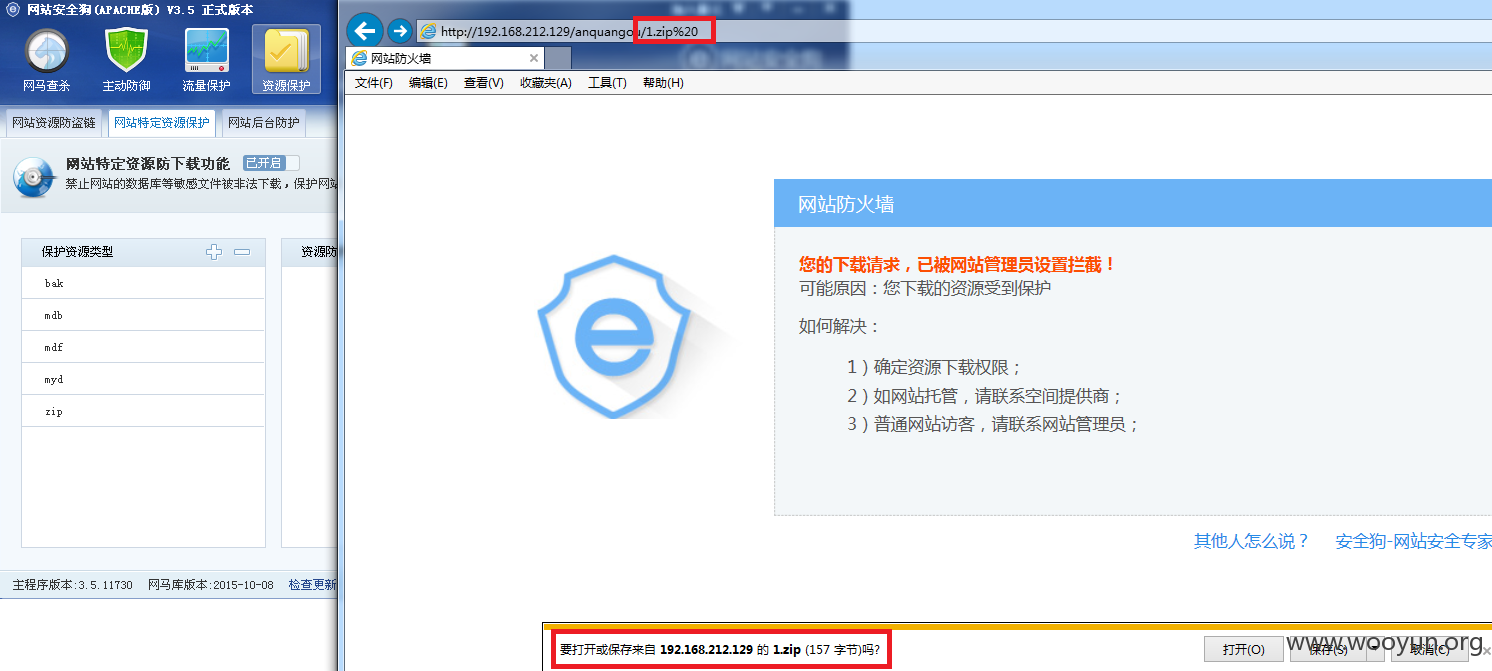 网站安全狗(APACHE版) V3.5 正式版本
网马查杀
主动防御
流量保护
资源保护
网站资源防盗链
网站特定资源保护
网站后台防护
网站特定资源防下载功能
已开启
禁止网站的数据库等敏感文件被非法下载，保护网站
保护资源类型
资源防
bak
mdb
mdf
myd
zip
主程序版本:3.5.11730
网马库版本:2015-10-08
检查更新
http://192.168.212.129/anquangou/1.zip%20
网站防火墙
文件(F)
编辑(E)
查看(V)
收藏夹(A)
工具(T)
帮助(H)
网站防火墙
您的下载请求，已被网站管理员设置拦截！
可能原因：您下载的资源受到保护
如何解决：
1）确定资源下载权限；
2）如网站托管，请联系空间提供商；
3）普通网站访客，请联系网站管理员；
其他人怎么说？
安全狗-网站安全专家
要打开或保存来自 192.168.212.129 的 1.zip (157 字节)吗?
打开(O)
保存(S)
取消(C)
www.wooyun.org